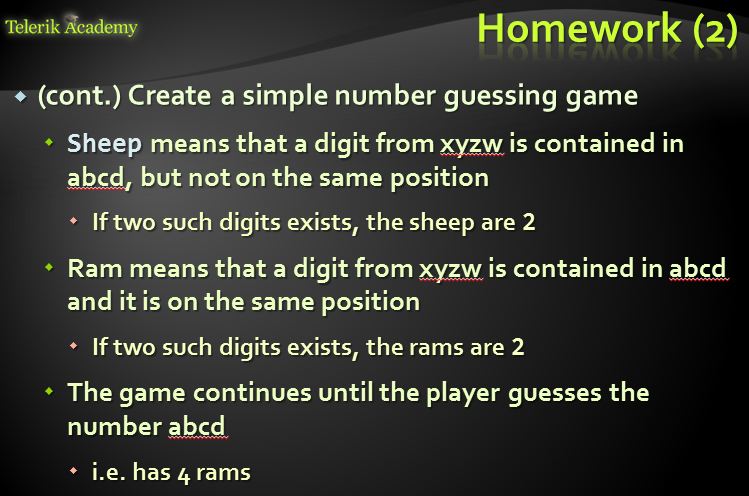 Telerik Academy
Homework (2)
(cont.) Create a simple number guessing game
Sheep means that a digit from xyzw is contained in
abcd, but not on the same position
If two such digits exists, the sheep are 2
Ram means that a digit from xyzw is contained in abcd
and it is on the same position
If two such digits exists, the rams are 2
The game continues until the player guesses the
number abcd
i.e. has 4 rams